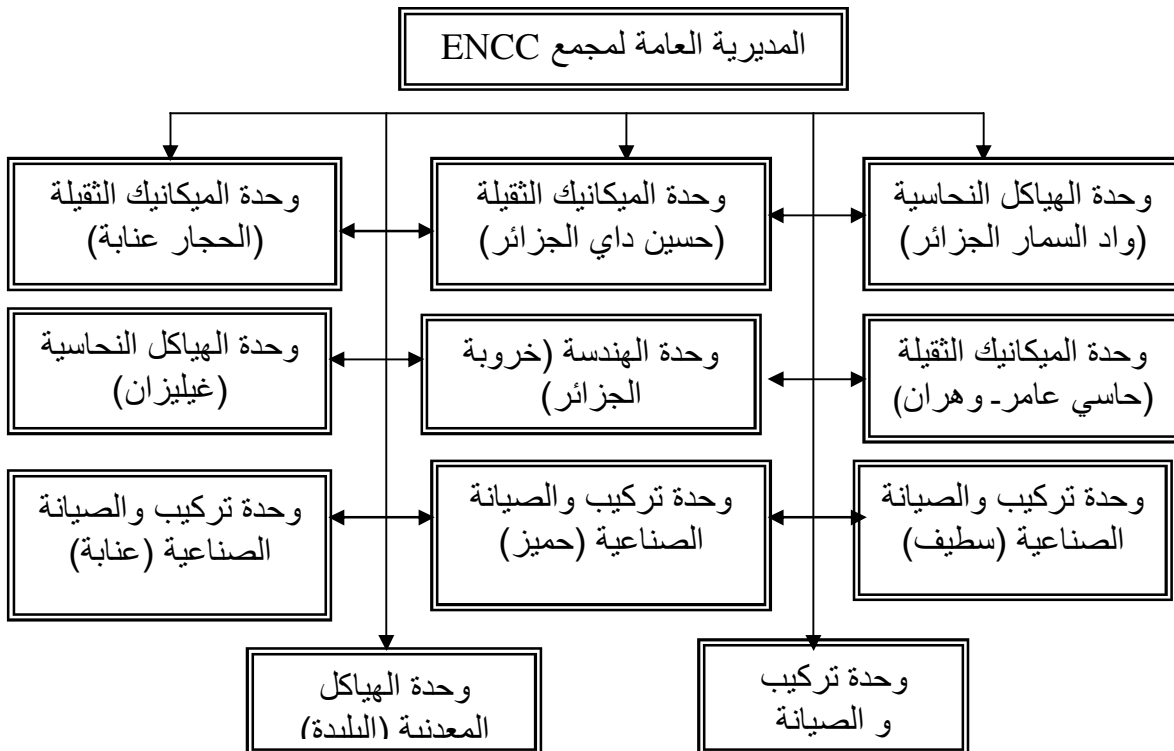 المديرية العامة لمجمع ENCC
وحدة الهياكل النحاسية
(واد السمار الجزائر)
وحدة الميكانيك الثقيلة
(حسين داي الجزائر)
وحدة الميكانيك الثقيلة
(الحجار عنابة)
وحدة الميكانيك الثقيلة
(حاسي عامر- وهران)
وحدة الهندسة (خروبة
الجزائر)
وحدة الهياكل النحاسية
(غيليزان)
وحدة تركيب والصيانة
الصناعية (سطيف)
وحدة تركيب والصيانة
الصناعية (حميز)
وحدة تركيب والصيانة
الصناعية (عنابة)
وحدة تركيب
و الصيانة
وحدة الهياكل
المعدنية (البليدة)